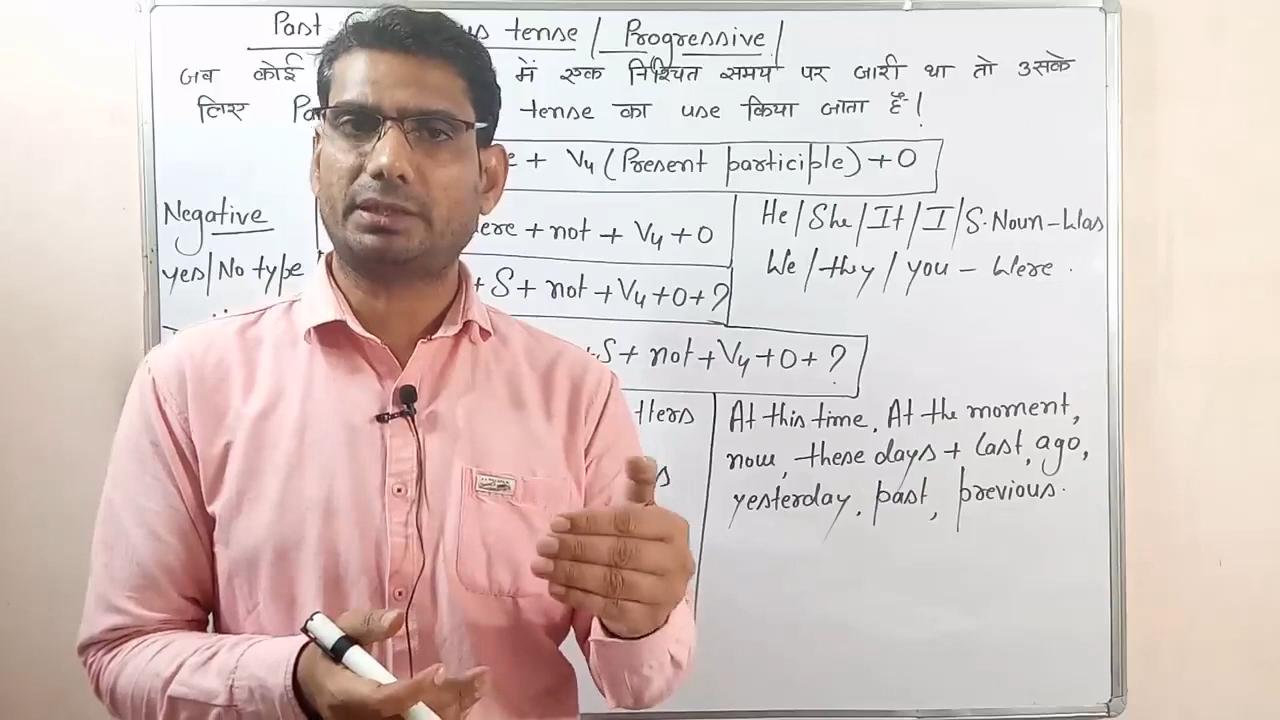 Past tense / Progressive /
जब कोई में एक निश्चित समय पर जारी था तो उसके
लिए tense का use किया जाता है !
+ V4 (Present participle) + O
Negative
+ not + V4 + O
He / She / It / I / S. Noun - Was
We / they / you - Were .
yes / No type
+ S + not + V4 + O + ?
S + not + V4 + O + ?
At this time, At the moment,
now, these days + last, ago,
yesterday, past, previous.